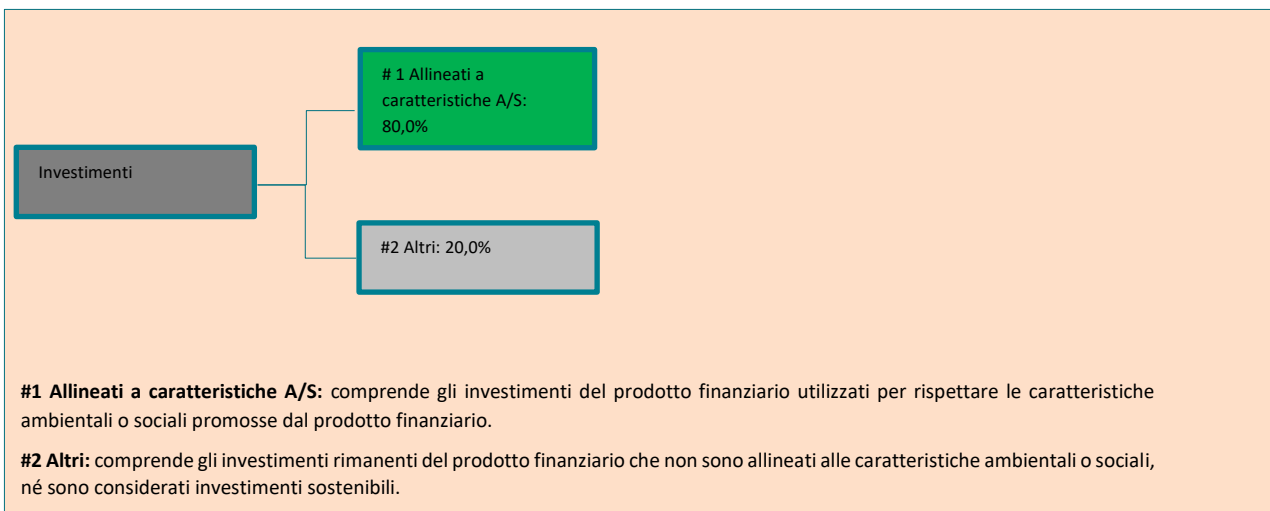 # 1 Allineati a
caratteristiche A/S:
80,0%
Investimenti
#2 Altri: 20,0%
#1 Allineati a caratteristiche A/S: comprende gli investimenti del prodotto finanziario utilizzati per rispettare le caratteristiche
ambientali o sociali promosse dal prodotto finanziario.
#2 Altri: comprende gli investimenti rimanenti del prodotto finanziario che non sono allineati alle caratteristiche ambientali o sociali,
né sono considerati investimenti sostenibili.